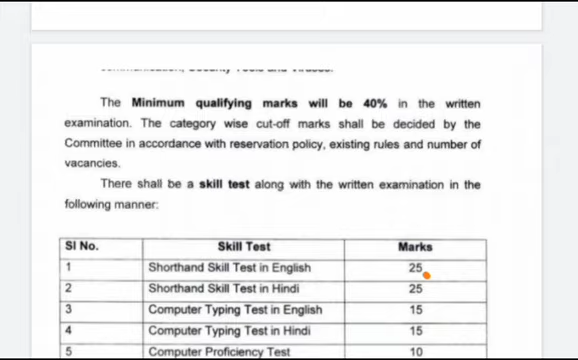 The Minimum qualifying marks will be 40% in the written
examination. The category wise cut-off marks shall be decided by the
Committee in accordance with reservation policy, existing rules and number of
vacancies.
There shall be a skill test along with the written examination in the
following manner:
Sl No. Skill Test Marks
1 Shorthand Skill Test in English 25
2 Shorthand Skill Test in Hindi 25
3 Computer Typing Test in English 15
4 Computer Typing Test in Hindi 15
5 Computer Proficiency Test 10